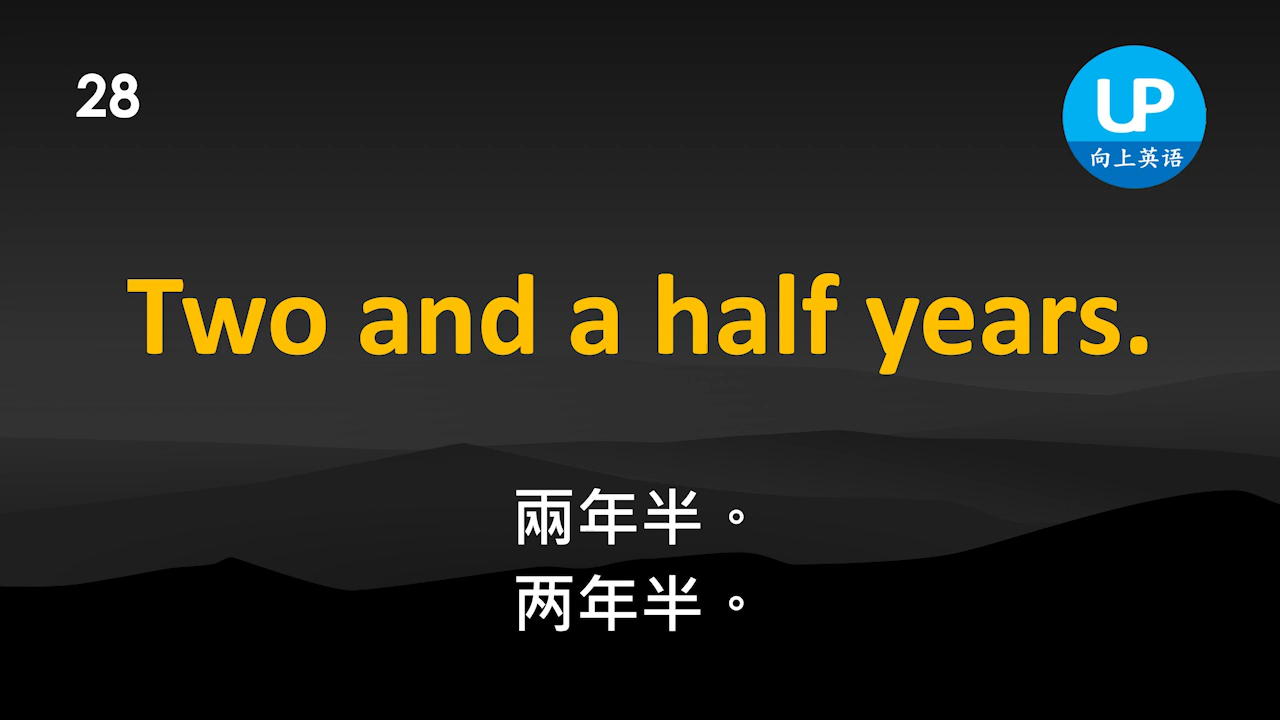 28
UP
向上英语
Two and a half years.
兩年半。
两年半。